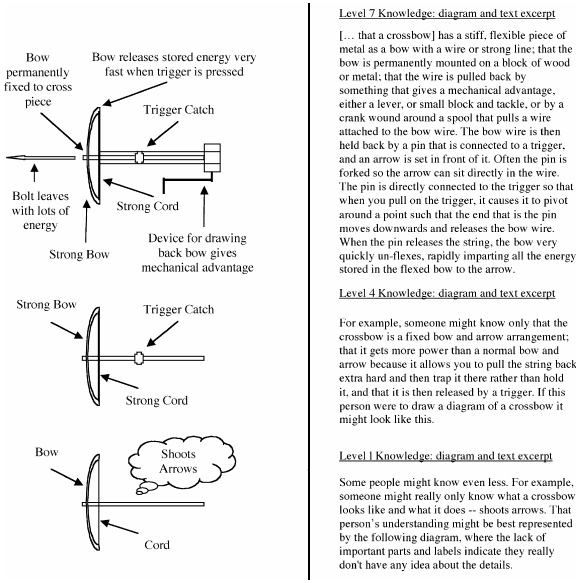 Bow
permanently
fixed to cross
piece
Bow releases stored energy very
fast when trigger is pressed
Trigger Catch
Bolt leaves
with lots of
energy
Strong Cord
Strong Bow
Device for drawing
back bow gives
mechanical advantage
Strong Bow
Trigger Catch
Strong Cord
Bow
Shoots
Arrows
Cord
Level 7 Knowledge: diagram and text excerpt
[… that a crossbow] has a stiff, flexible piece of
metal as a bow with a wire or strong line; that the
bow is permanently mounted on a block of wood
or metal; that the wire is pulled back by
something that gives a mechanical advantage,
either a lever, or small block and tackle, or by a
crank wound around a spool that pulls a wire
attached to the bow wire. The bow wire is then
held back by a pin that is connected to a trigger,
and an arrow is set in front of it. Often the pin is
forked so the arrow can sit directly in the wire.
The pin is directly connected to the trigger so that
when you pull on the trigger, it causes it to pivot
around a point such that the end that is the pin
moves downwards and releases the bow wire.
When the pin releases the string, the bow very
quickly un-flexes, rapidly imparting all the energy
stored in the flexed bow to the arrow.
Level 4 Knowledge: diagram and text excerpt
For example, someone might know only that the
crossbow is a fixed bow and arrow arrangement;
that it gets more power than a normal bow and
arrow because it allows you to pull the string back
extra hard and then trap it there rather than hold
it, and that it is then released by a trigger. If this
person were to draw a diagram of a crossbow it
might look like this.
Level 1 Knowledge: diagram and text excerpt
Some people might know even less. For example,
someone might really only know what a crossbow
looks like and what it does -- shoots arrows. That
person's understanding might be best represented
by the following diagram, where the lack of
important parts and labels indicate they really
don't have any idea about the details.